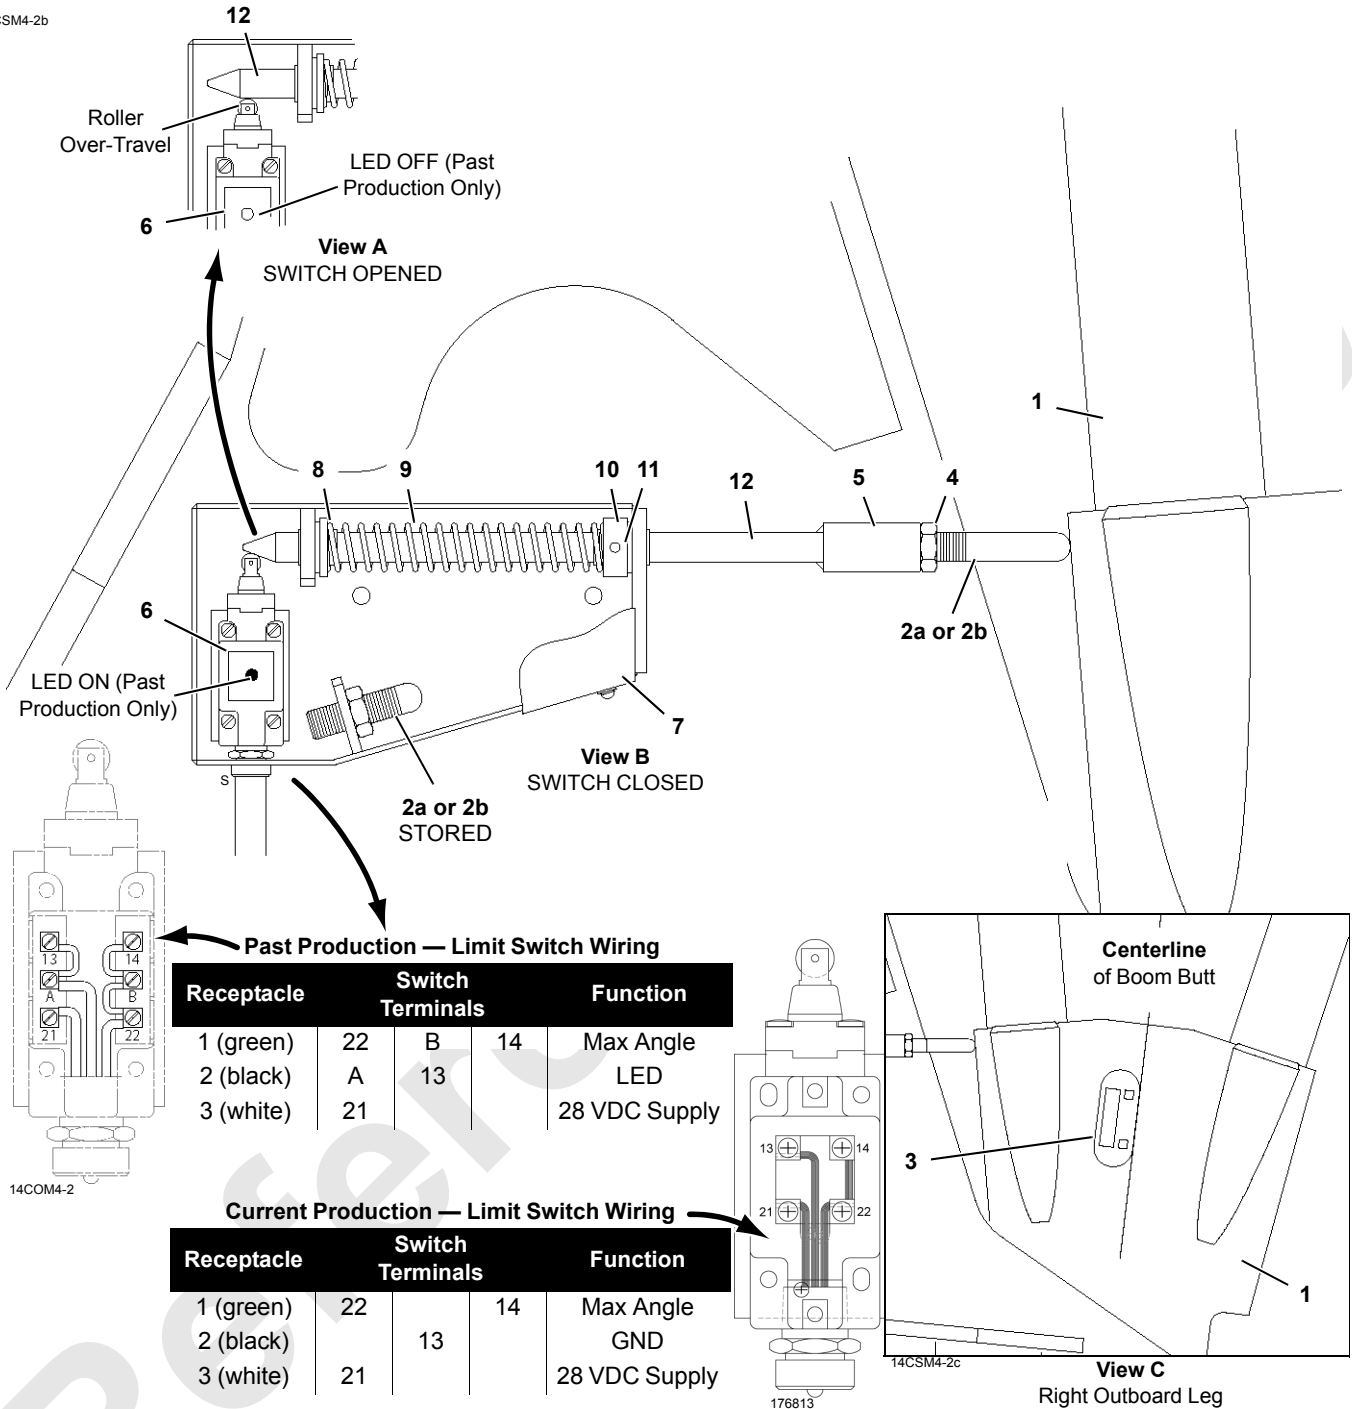 CSM4-2b
12
Roller
Over-Travel
LED OFF (Past
Production Only)
6
View A
SWITCH OPENED
1
8
9
10
11
12
5
4
6
2a or 2b
LED ON (Past
Production Only)
7
View B
SWITCH CLOSED
S
2a or 2b
STORED
13
14
A
B
21
22
14COM4-2
Past Production — Limit Switch Wiring
Receptacle Switch Terminals Function
1 (green) 22 B 14 Max Angle
2 (black) A 13 LED
3 (white) 21 28 VDC Supply
Current Production — Limit Switch Wiring
Receptacle Switch Terminals Function
1 (green) 22 14 Max Angle
2 (black) 13 GND
3 (white) 21 28 VDC Supply
13
14
21
22
176813
Centerline
of Boom Butt
3
1
14CSM4-2c
View C
Right Outboard Leg